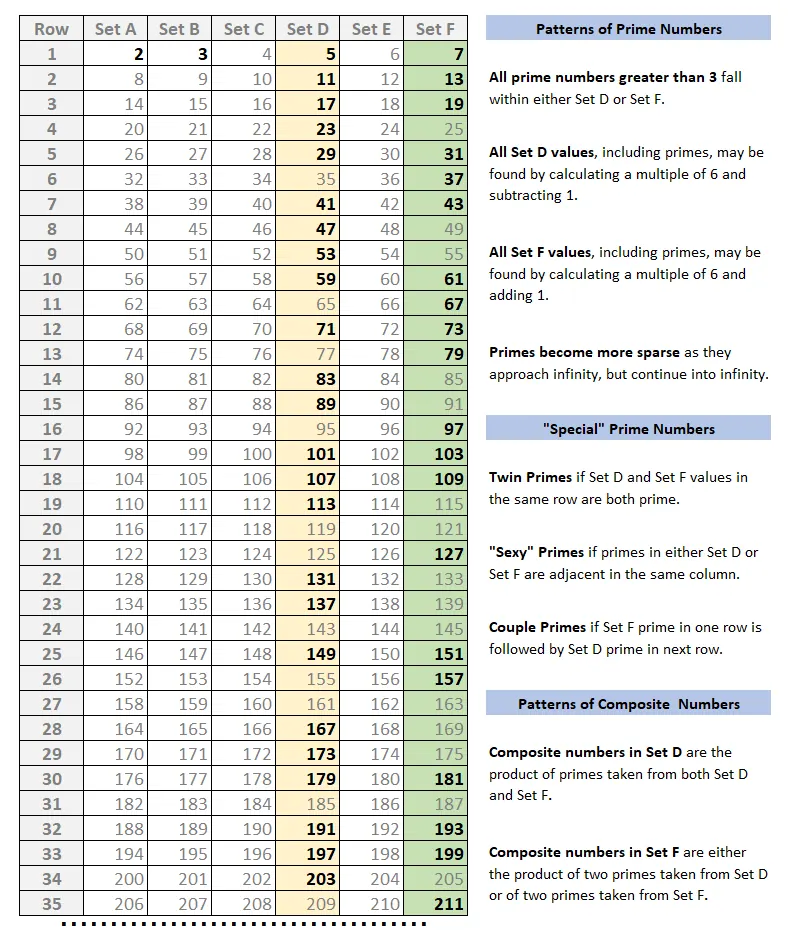 Row Set A Set B Set C Set D Set E Set F
1 2 3 4 5 6 7
2 8 9 10 11 12 13
3 14 15 16 17 18 19
4 20 21 22 23 24 25
5 26 27 28 29 30 31
6 32 33 34 35 36 37
7 38 39 40 41 42 43
8 44 45 46 47 48 49
9 50 51 52 53 54 55
10 56 57 58 59 60 61
11 62 63 64 65 66 67
12 68 69 70 71 72 73
13 74 75 76 77 78 79
14 80 81 82 83 84 85
15 86 87 88 89 90 91
16 92 93 94 95 96 97
17 98 99 100 101 102 103
18 104 105 106 107 108 109
19 110 111 112 113 114 115
20 116 117 118 119 120 121
21 122 123 124 125 126 127
22 128 129 130 131 132 133
23 134 135 136 137 138 139
24 140 141 142 143 144 145
25 146 147 148 149 150 151
26 152 153 154 155 156 157
27 158 159 160 161 162 163
28 164 165 166 167 168 169
29 170 171 172 173 174 175
30 176 177 178 179 180 181
31 182 183 184 185 186 187
32 188 189 190 191 192 193
33 194 195 196 197 198 199
34 200 201 202 203 204 205
35 206 207 208 209 210 211
Patterns of Prime Numbers
All prime numbers greater than 3 fall
within either Set D or Set F.
All Set D values, including primes, may be
found by calculating a multiple of 6 and
subtracting 1.
All Set F values, including primes, may be
found by calculating a multiple of 6 and
adding 1.
Primes become more sparse as they
approach infinity, but continue into infinity.
"Special" Prime Numbers
Twin Primes if Set D and Set F values in
the same row are both prime.
"Sexy" Primes if primes in either Set D or
Set F are adjacent in the same column.
Couple Primes if Set F prime in one row is
followed by Set D prime in next row.
Patterns of Composite Numbers
Composite numbers in Set D are the
product of primes taken from both Set D
and Set F.
Composite numbers in Set F are either
the product of two primes taken from Set D
or of two primes taken from Set F.